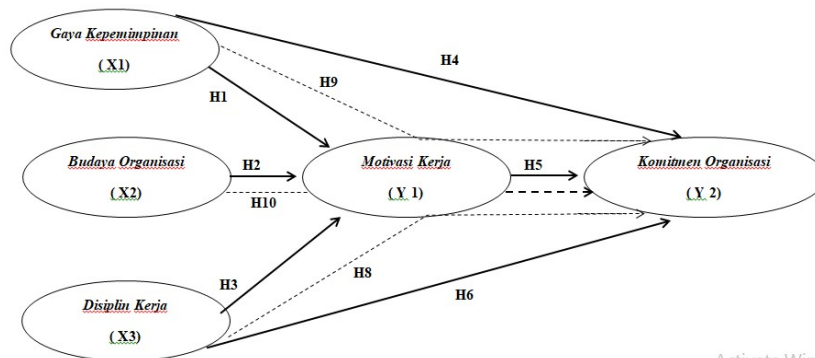 Gaya Kepemimpinan
( X1)
H4
H9
H1
Budaya Organisasi
( X2)
H2
H10
Motivasi Kerja
( Y 1)
H5
Komitmen Organisasi
( Y 2)
H3
H8
H6
Disiplin Kerja
( X3)